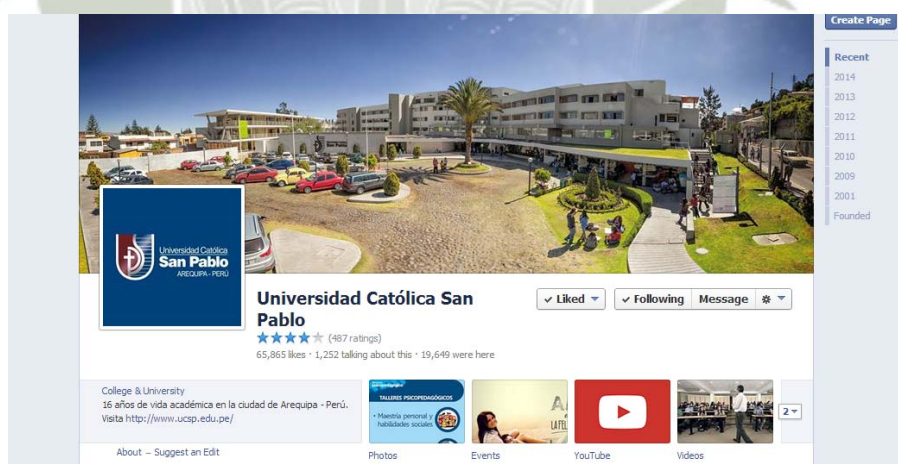 Create Page
Recent
2014
2013
2012
2011
2010
2009
2001
Founded
Universidad Católica
San Pablo
AREQUIPA - PERÚ
Universidad Católica San
Pablo
(487 ratings)
65,865 likes · 1,252 talking about this · 19,649 were here
Liked
Following
Message
College & University
16 años de vida académica en la ciudad de Arequipa - Perú.
Visita http://www.ucsp.edu.pe/
About – Suggest an Edit
TALLERES PSICOPEDAGÓGICOS
• Maestría personal y
habilidades sociales
2
Photos
Events
YouTube
Videos